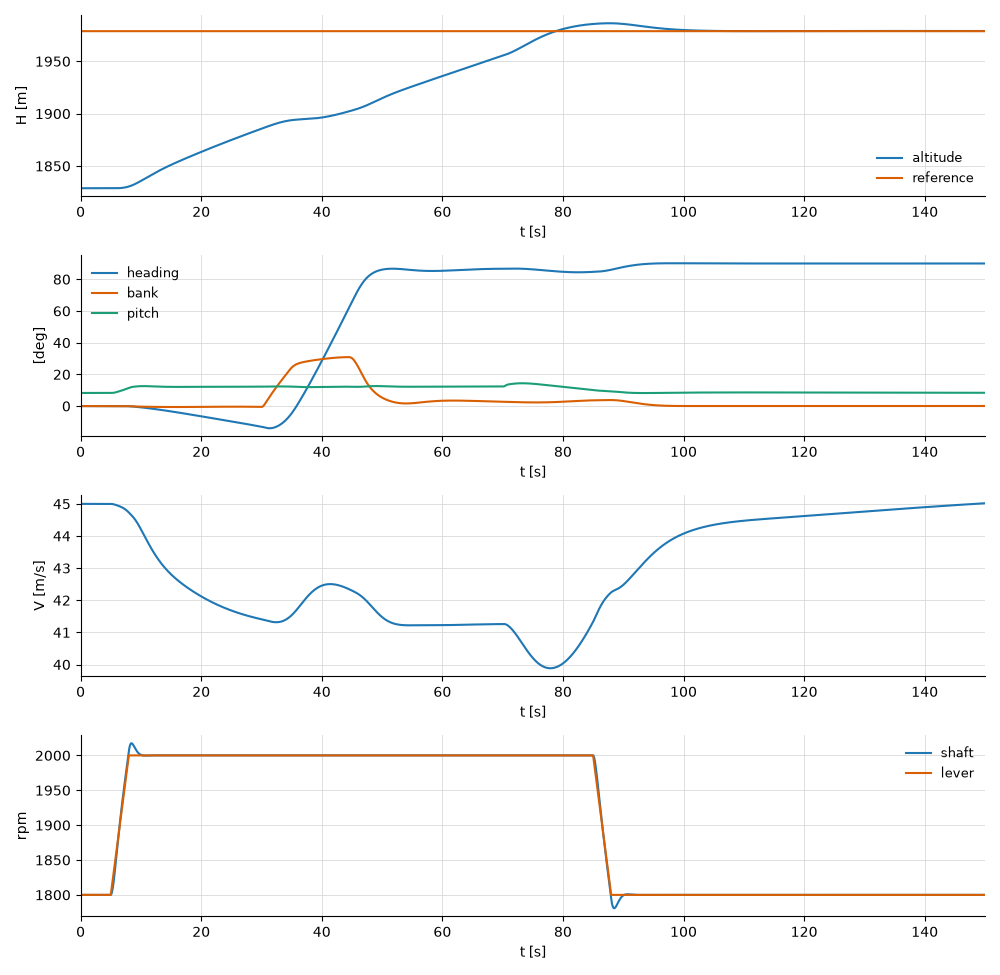 H [m]
1950
1900
1850
altitude
reference
0 20 40 60 80 100 120 140
t [s]
[deg]
80
60
40
20
0
heading
bank
pitch
0 20 40 60 80 100 120 140
t [s]
V [m/s]
45
44
43
42
41
40
0 20 40 60 80 100 120 140
t [s]
rpm
2000
1950
1900
1850
1800
shaft
lever
0 20 40 60 80 100 120 140
t [s]